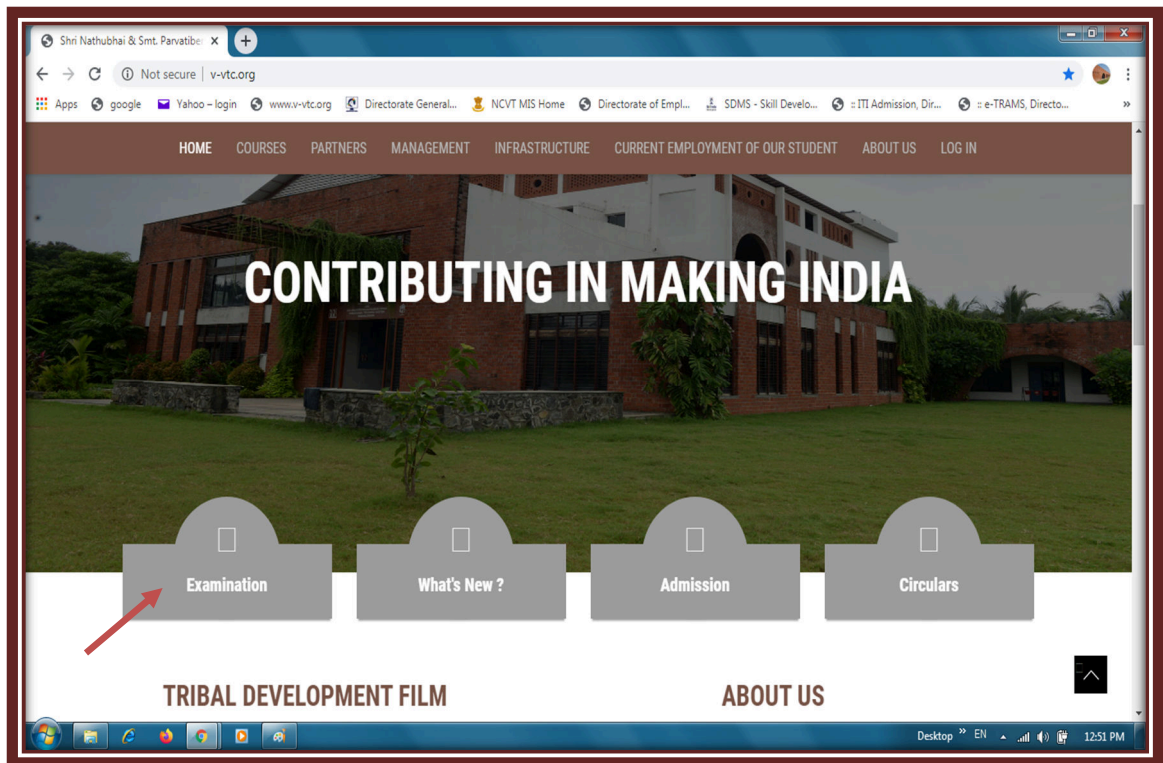 Shri Nathubhai & Smt. Parvatibe
Not secure | v-vtc.org
Apps google Yahoo – login www.v-vtc.org Directorate General... NCVT MIS Home Directorate of Empl... SDMS - Skill Develo... :: ITI Admission, Dir... :: e-TRAMS, Directo... »
HOME COURSES PARTNERS MANAGEMENT INFRASTRUCTURE CURRENT EMPLOYMENT OF OUR STUDENT ABOUT US LOG IN
CONTRIBUTING IN MAKING INDIA
Examination What's New ? Admission Circulars
TRIBAL DEVELOPMENT FILM ABOUT US
Desktop » EN 12:51 PM